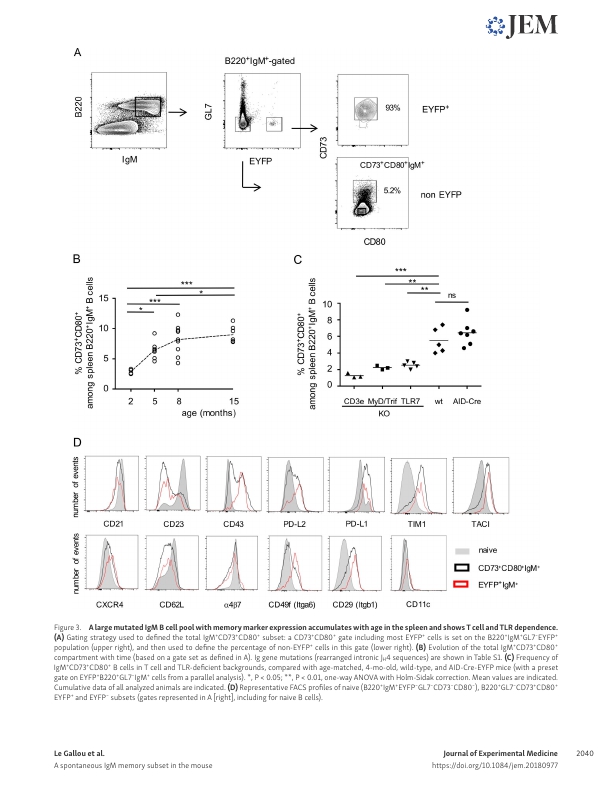 JEM
A
B220⁺IgM⁺-gated
B220
IgM
GL7
EYFP
CD73
93%
EYFP⁺
CD73⁺CD80⁺IgM⁺
5.2%
non EYFP
CD80
B
% CD73⁺CD80⁺
among spleen B220⁺IgM⁺ B cells
***
*
***
*
15
10
5
0
2 5 8 15
age (months)
C
% CD73⁺CD80⁺
among spleen B220⁺IgM⁺ B cells
***
**
**
ns
10
8
6
4
2
0
CD3e MyD/Trif TLR7 wt AID-Cre
KO
D
number of events
CD21 CD23 CD43 PD-L2 PD-L1 TIM1 TACI
number of events
CXCR4 CD62L α4β7 CD49f (Itga6) CD29 (Itgb1) CD11c
naive
CD73⁺CD80⁺IgM⁺
EYFP⁺IgM⁺
Figure 3. A large mutated IgM B cell pool with memory marker expression accumulates with age in the spleen and shows T cell and TLR dependence.
(A) Gating strategy used to defined the total IgM⁺CD73⁺CD80⁺ subset: a CD73⁺CD80⁺ gate including most EYFP⁺ cells is set on the B220⁺IgM⁺GL7⁻EYFP⁺
population (upper right), and then used to define the percentage of non-EYFP⁺ cells in this gate (lower right). (B) Evolution of the total IgM⁺CD73⁺CD80⁺
compartment with time (based on a gate set as defined in A). Ig gene mutations (rearranged intronic Jн4 sequences) are shown in Table S1. (C) Frequency of
IgM⁺CD73⁺CD80⁺ B cells in T cell and TLR-deficient backgrounds, compared with age-matched, 4-mo-old, wild-type, and AID-Cre-EYFP mice (with a preset
gate on EYFP⁺B220⁺GL7⁻IgM⁺ cells from a parallel analysis). *, P < 0.05; **, P < 0.01, one-way ANOVA with Holm-Sidak correction. Mean values are indicated.
Cumulative data of all analyzed animals are indicated. (D) Representative FACS profiles of naive (B220⁺IgM⁺EYFP⁻GL7⁻CD73⁻CD80⁻), B220⁺GL7⁻CD73⁺CD80⁺
EYFP⁺ and EYFP⁻ subsets (gates represented in A [right], including for naive B cells).
Le Gallou et al.
A spontaneous IgM memory subset in the mouse
Journal of Experimental Medicine 2040
https://doi.org/10.1084/jem.20180977